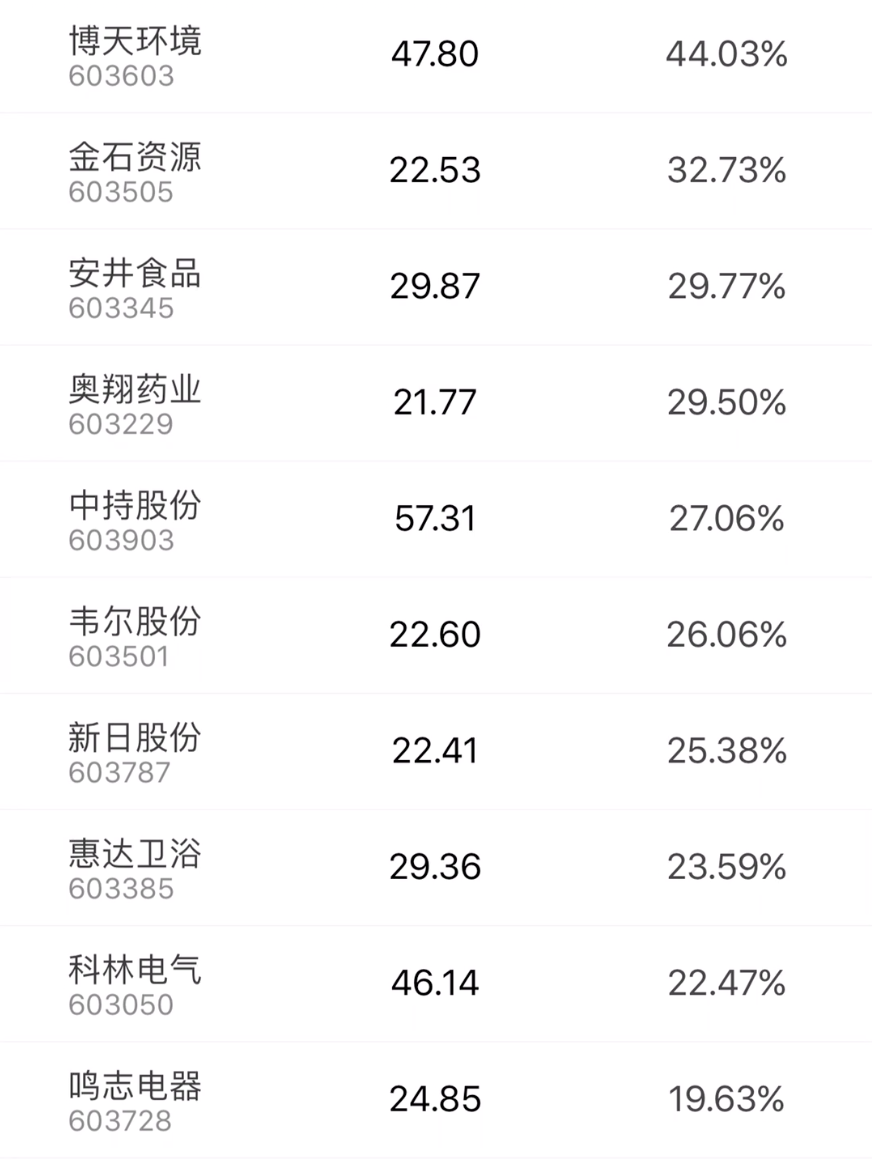 博天环境 47.80 44.03%
603603
金石资源 22.53 32.73%
603505
安井食品 29.87 29.77%
603345
奥翔药业 21.77 29.50%
603229
中持股份 57.31 27.06%
603903
韦尔股份 22.60 26.06%
603501
新日股份 22.41 25.38%
603787
惠达卫浴 29.36 23.59%
603385
科林电气 46.14 22.47%
603050
鸣志电器 24.85 19.63%
603728